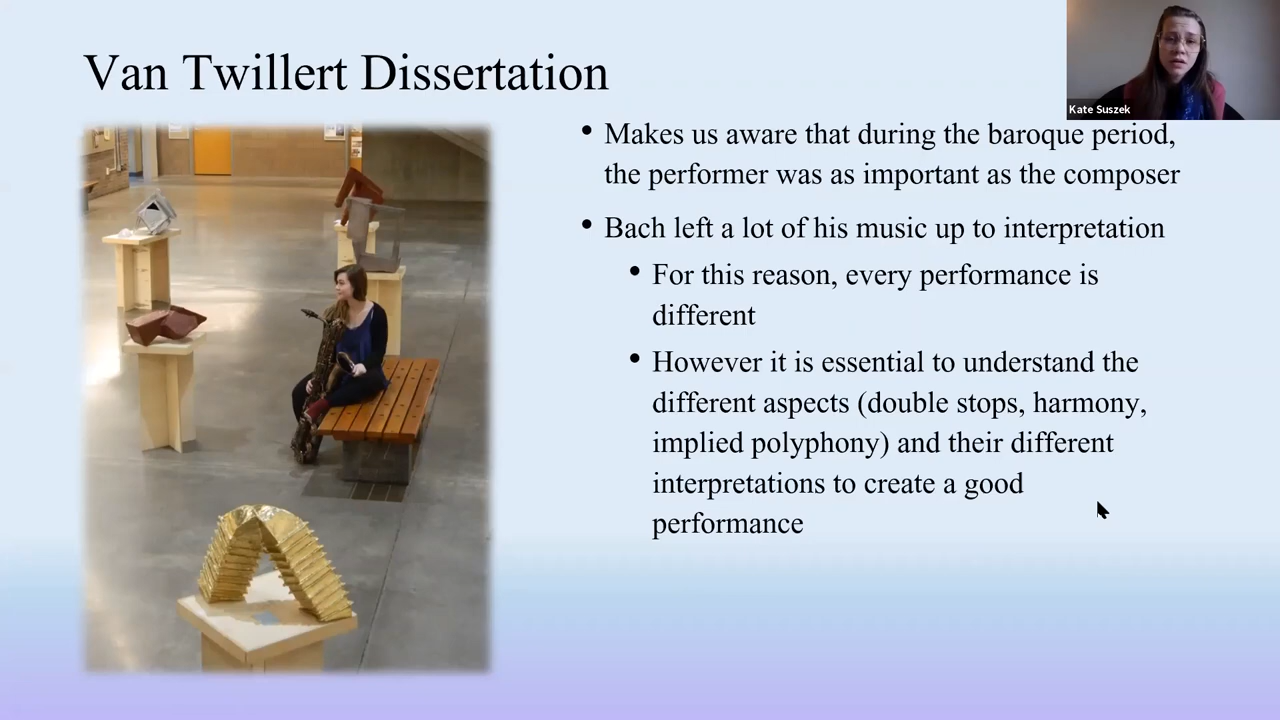 Van Twillert Dissertation
Kate Suszek
• Makes us aware that during the baroque period,
the performer was as important as the composer
• Bach left a lot of his music up to interpretation
• For this reason, every performance is
different
• However it is essential to understand the
different aspects (double stops, harmony,
implied polyphony) and their different
interpretations to create a good
performance